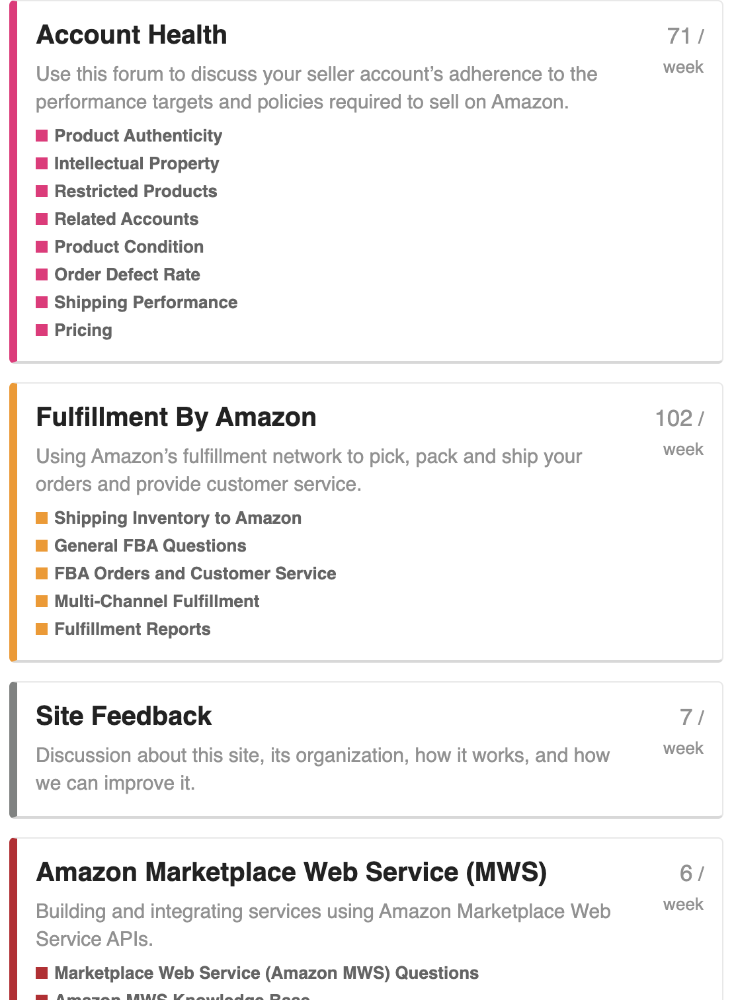 Account Health
71 /
week
Use this forum to discuss your seller account’s adherence to the
performance targets and policies required to sell on Amazon.
Product Authenticity
Intellectual Property
Restricted Products
Related Accounts
Product Condition
Order Defect Rate
Shipping Performance
Pricing
Fulfillment By Amazon
102 /
week
Using Amazon’s fulfillment network to pick, pack and ship your
orders and provide customer service.
Shipping Inventory to Amazon
General FBA Questions
FBA Orders and Customer Service
Multi-Channel Fulfillment
Fulfillment Reports
Site Feedback
7 /
week
Discussion about this site, its organization, how it works, and how
we can improve it.
Amazon Marketplace Web Service (MWS)
6 /
week
Building and integrating services using Amazon Marketplace Web
Service APIs.
Marketplace Web Service (Amazon MWS) Questions
Amazon MWS Knowledge Base